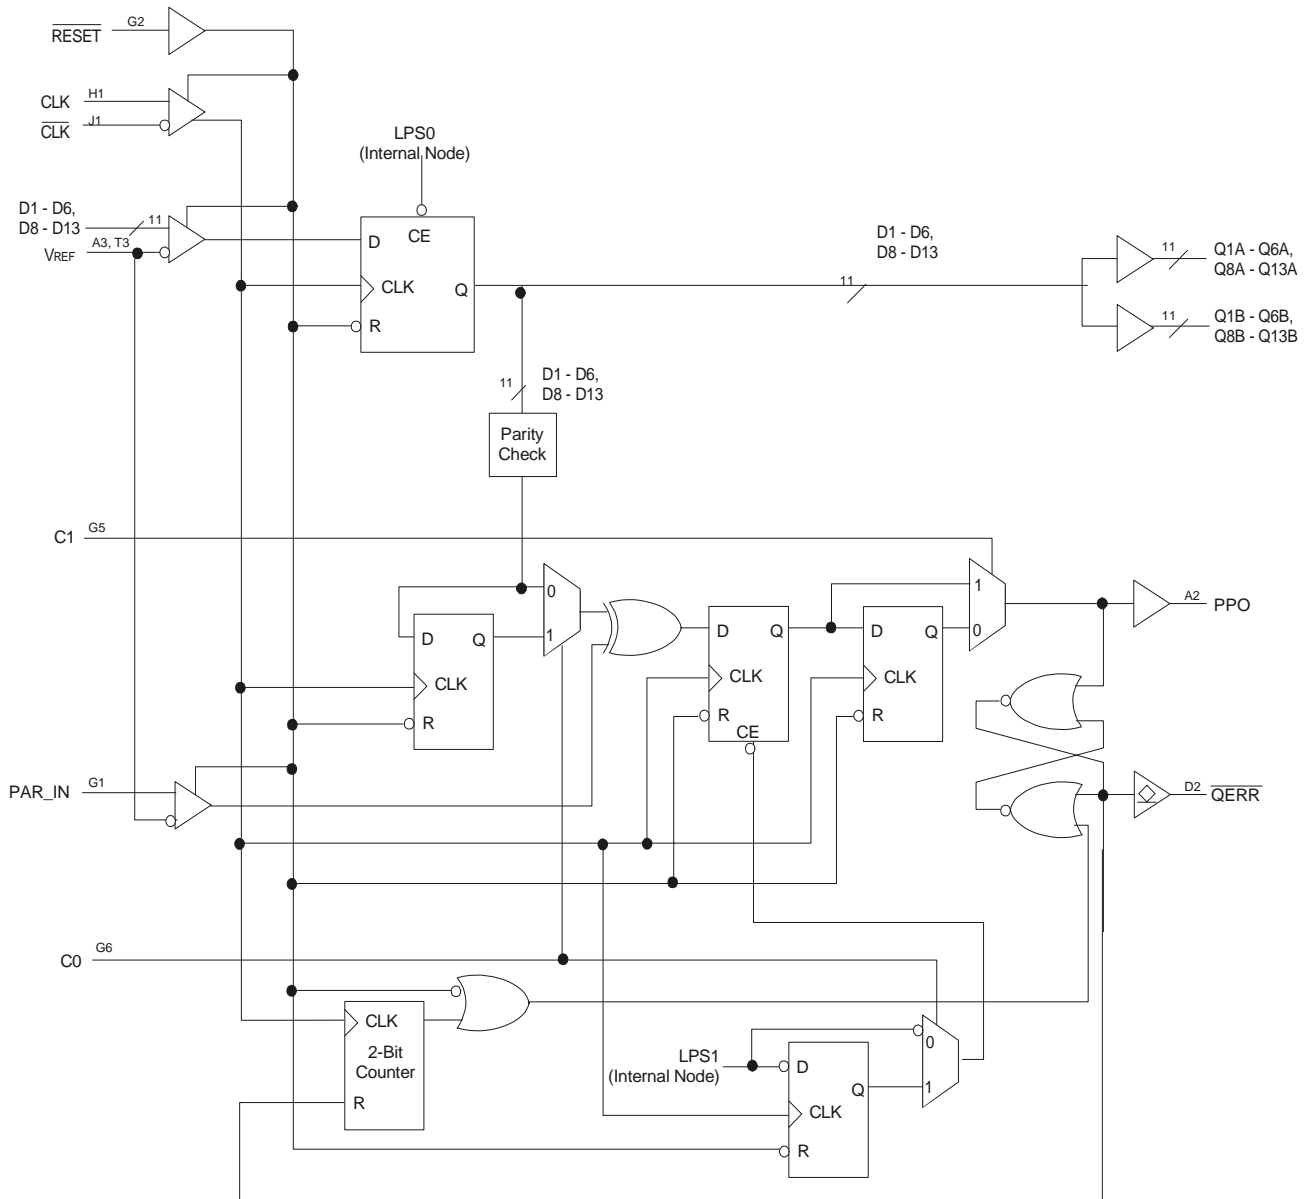 RESET G2
CLK H1
CLK J1
LPS0
(Internal Node)
D1 - D6,
D8 - D13 11
VREF A3, T3
D
CE
CLK
Q
R
D1 - D6,
D8 - D13
11
11 Q1A - Q6A,
Q8A - Q13A
11 Q1B - Q6B,
Q8B - Q13B
11 D1 - D6,
D8 - D13
Parity
Check
C1 G5
0
1
D Q
CLK
R
D Q
CLK
R
CE
D Q
CLK
R
1
0
A2 PPO
PAR_IN G1
D2 QERR
C0 G6
CLK
2-Bit
Counter
R
LPS1
(Internal Node)
D
Q
CLK
R
0
1